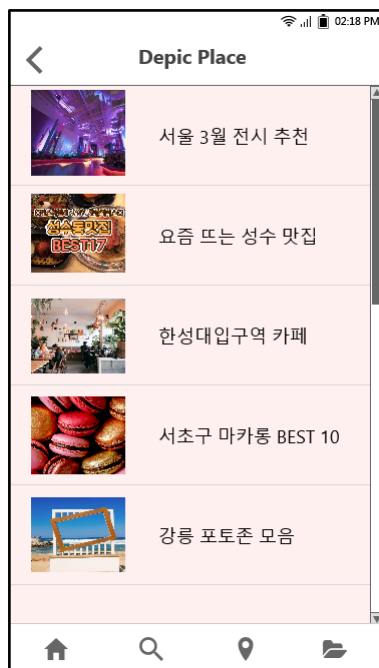 02:18 PM
Depic Place
서울 3월 전시 추천
성수동맛집
BEST17
요즘 뜨는 성수 맛집
한성대입구역 카페
서초구 마카롱 BEST 10
강릉 포토존 모음